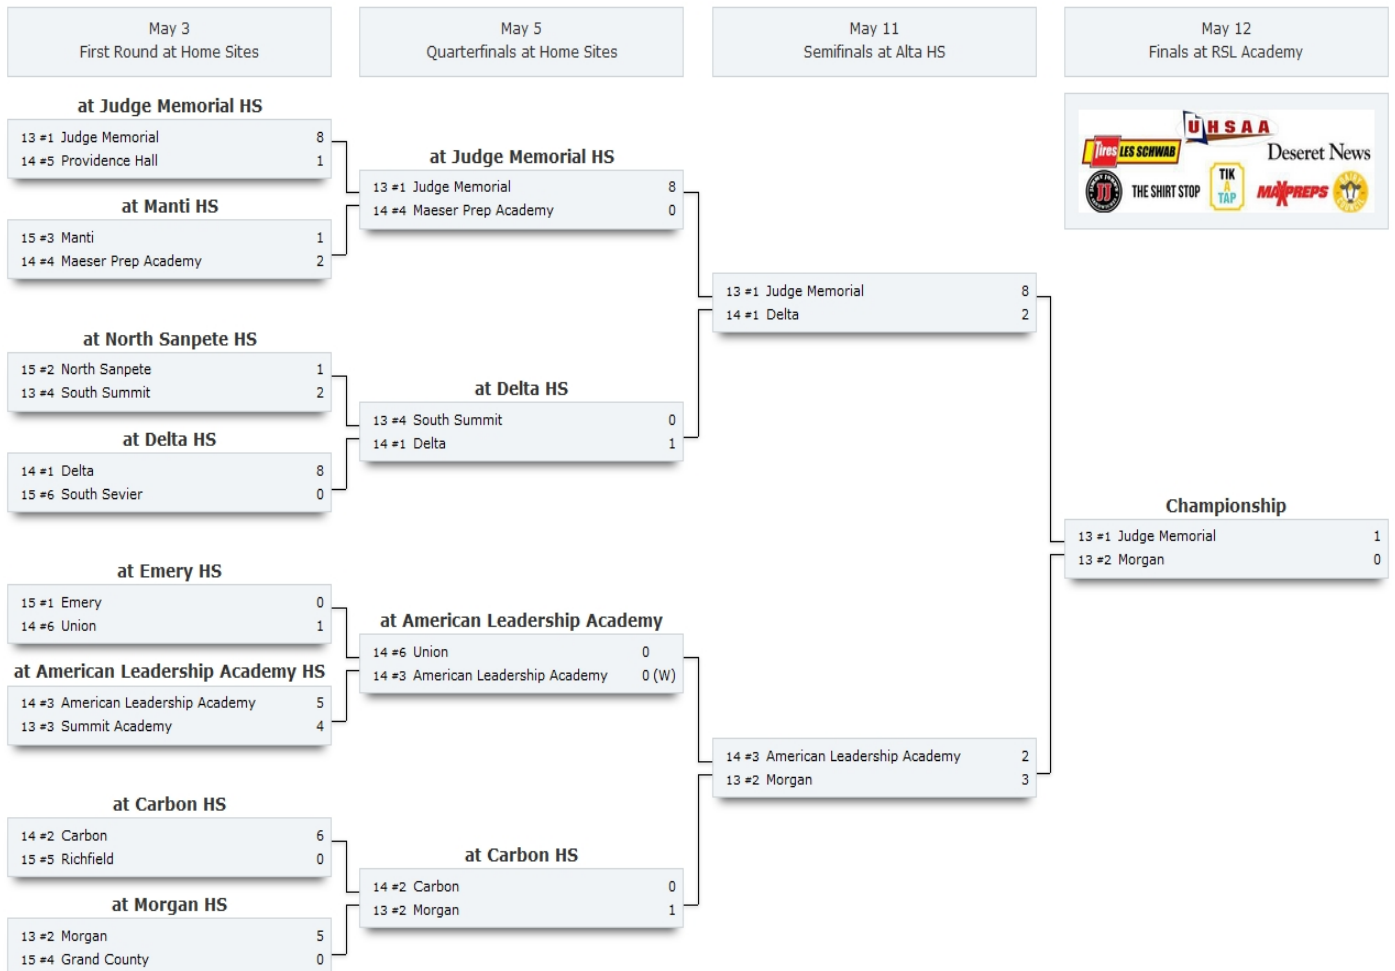 May 3
First Round at Home Sites
May 5
Quarterfinals at Home Sites
May 11
Semifinals at Alta HS
May 12
Finals at RSL Academy
at Judge Memorial HS
13 #1 Judge Memorial 8
14 #5 Providence Hall 1
at Manti HS
15 #3 Manti 1
14 #4 Maeser Prep Academy 2
at North Sanpete HS
15 #2 North Sanpete 1
13 #4 South Summit 2
at Delta HS
14 #1 Delta 8
15 #6 South Sevier 0
at Emery HS
15 #1 Emery 0
14 #6 Union 1
at American Leadership Academy HS
14 #3 American Leadership Academy 5
13 #3 Summit Academy 4
at Carbon HS
14 #2 Carbon 6
15 #5 Richfield 0
at Morgan HS
13 #2 Morgan 5
15 #4 Grand County 0
at Judge Memorial HS
13 #1 Judge Memorial 8
14 #4 Maeser Prep Academy 0
at Delta HS
13 #4 South Summit 0
14 #1 Delta 1
at American Leadership Academy
14 #6 Union 0
14 #3 American Leadership Academy 0 (W)
at Carbon HS
14 #2 Carbon 0
13 #2 Morgan 1
13 #1 Judge Memorial 8
14 #1 Delta 2
14 #3 American Leadership Academy 2
13 #2 Morgan 3
UHSAA
Tires LES SCHWAB
Deseret News
JJ
THE SHIRT STOP
TIK A TAP
MAXPREPS
Championship
13 #1 Judge Memorial 1
13 #2 Morgan 0